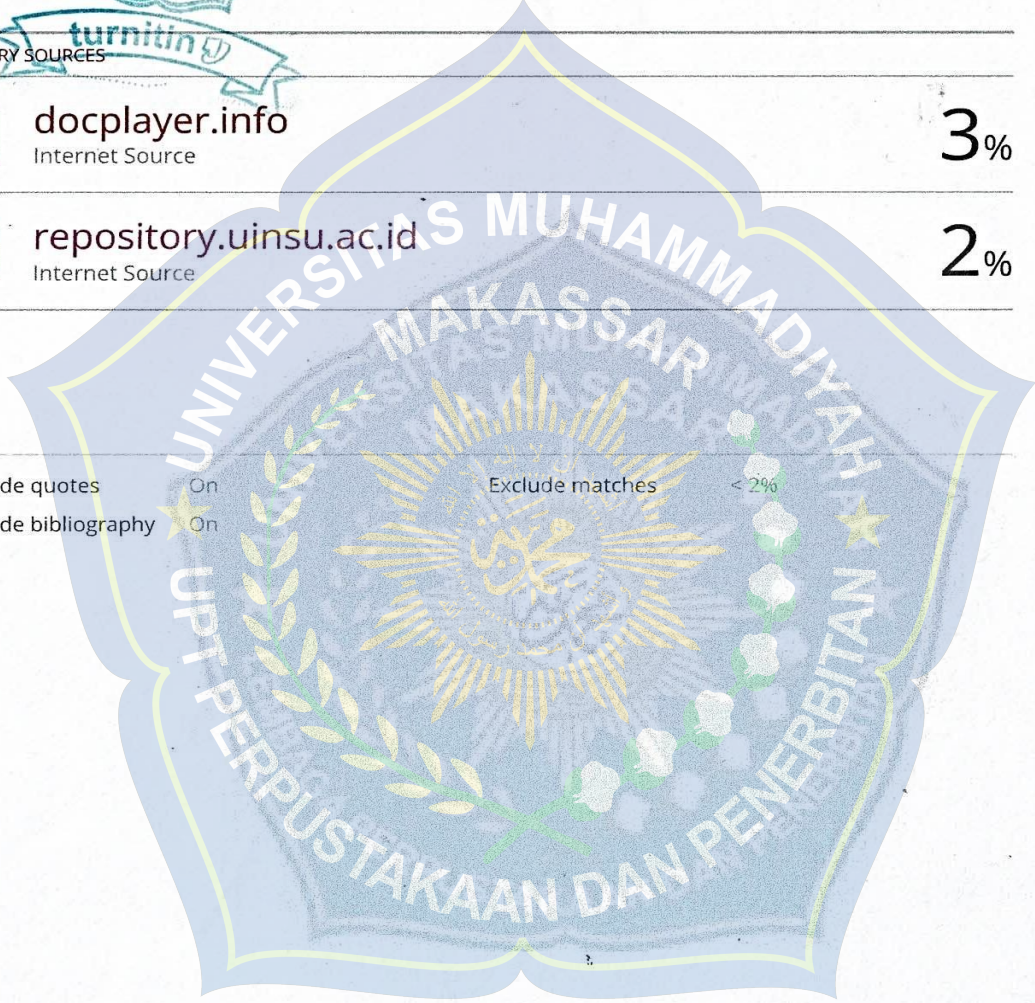 turnitin
RY SOURCES
docplayer.info
Internet Source
3%
repository.uinsu.ac.id
Internet Source
2%
UNIVERSITAS MUHAMMADIYAH
MAKASSAR
de quotes On
Exclude matches < 2%
de bibliography On
UPT PERPUSTAKAAN DAN PENERBITAN